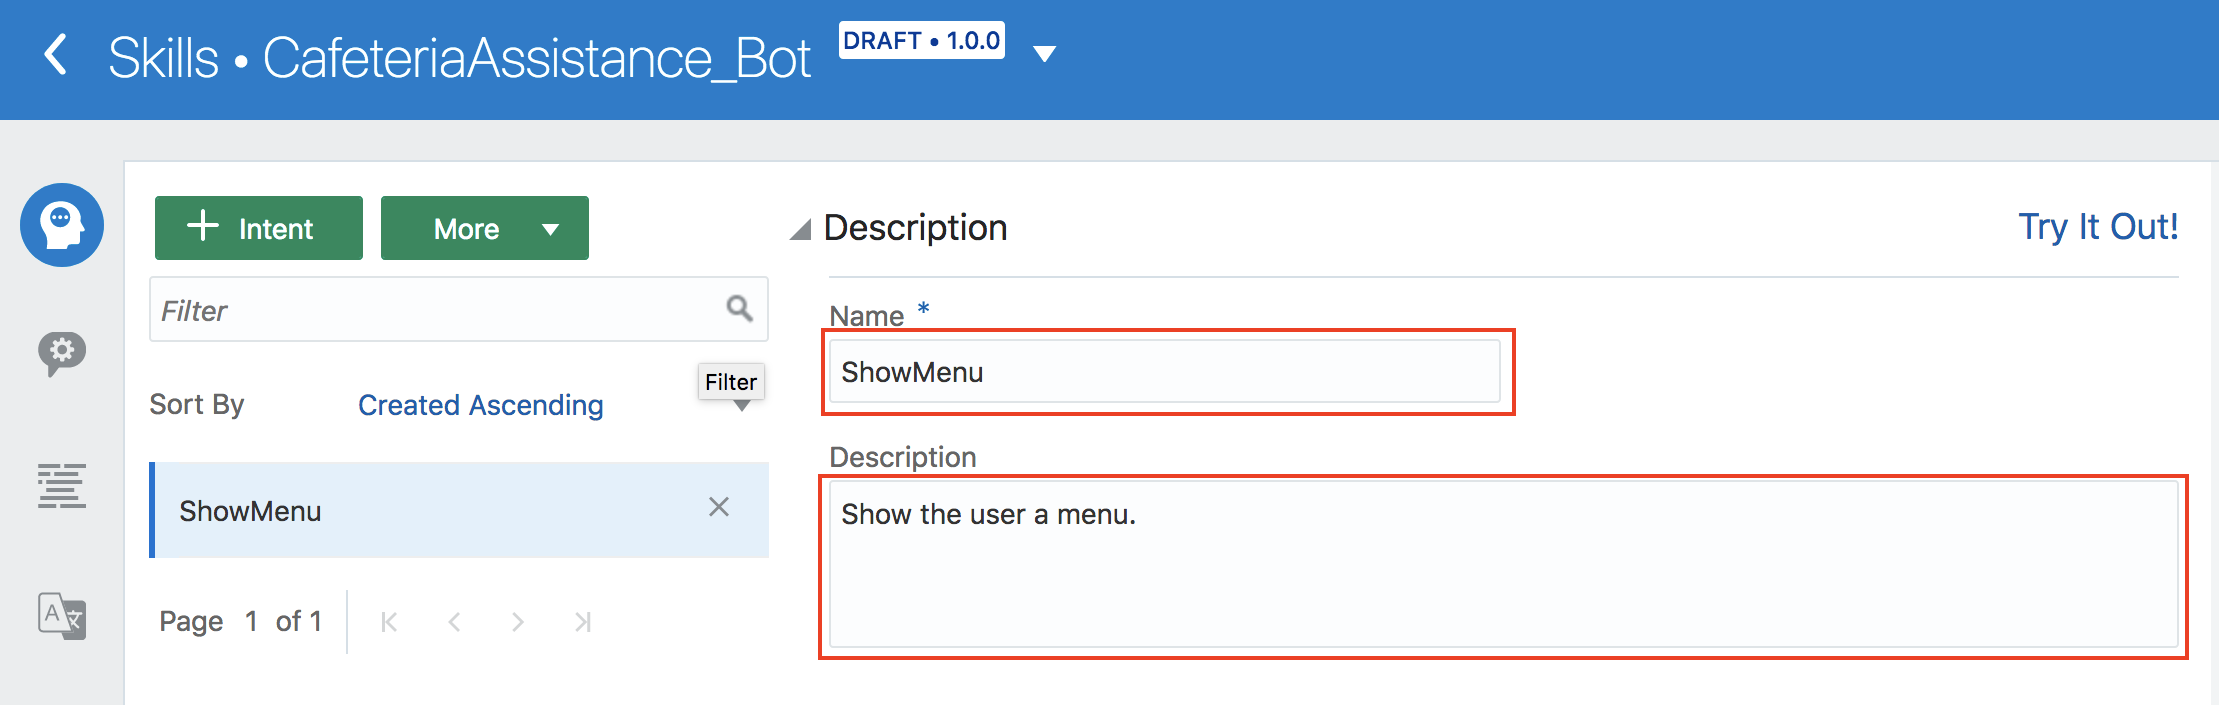 Skills • CafeteriaAssistance_Bot DRAFT • 1.0.0
Intent More
Filter
Sort By Created Ascending
Filter
ShowMenu
Page 1 of 1
Description Try It Out!
Name *
ShowMenu
Description
Show the user a menu.
A 文